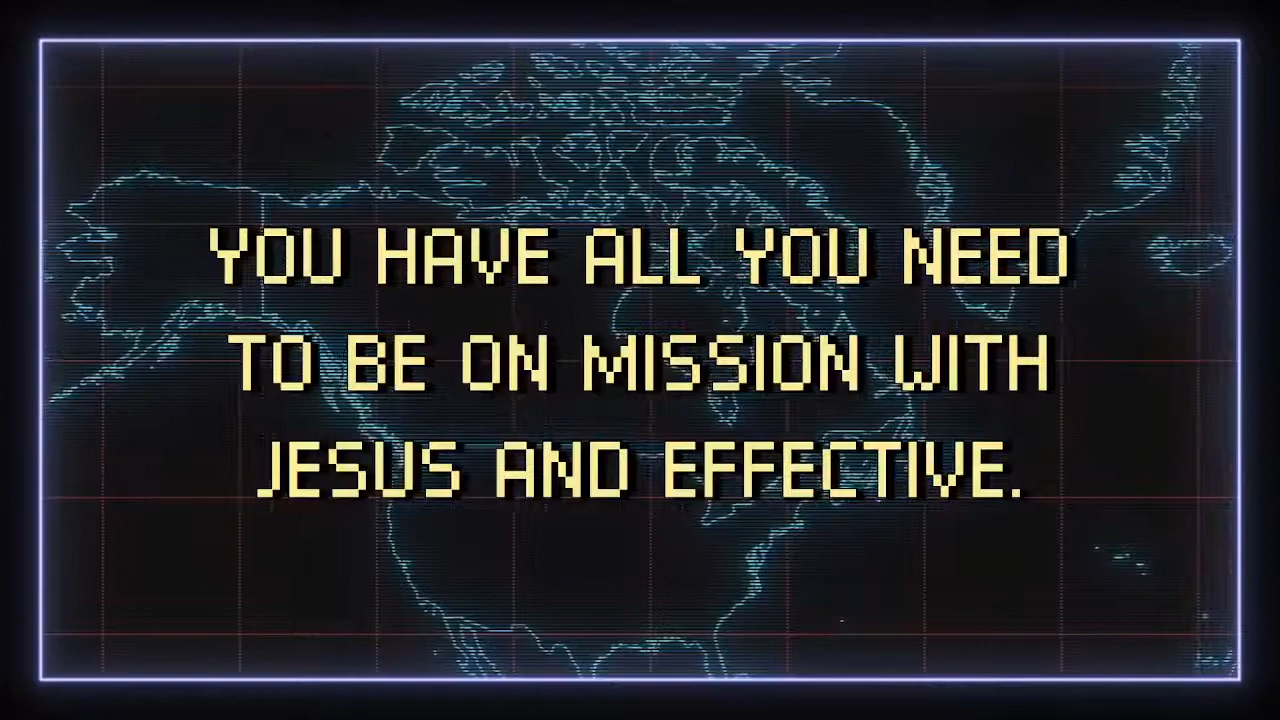 YOU HAVE ALL YOU NEED
TO BE ON MISSION WITH
JESUS AND EFFECTIVE.